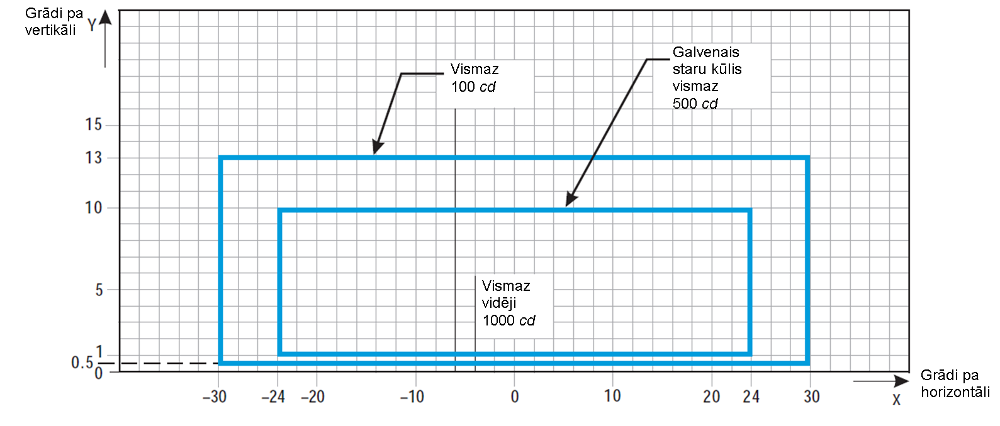 Grādi pa
vertikāli
Y
Vismaz
100 cd
Galvenais
staru kūlis
vismaz
500 cd
15
13
10
5
1
0.5
0
Vismaz
vidēji
1000 cd
–30
–24
–20
–10
0
10
20
24
30
X
Grādi pa
horizontāli